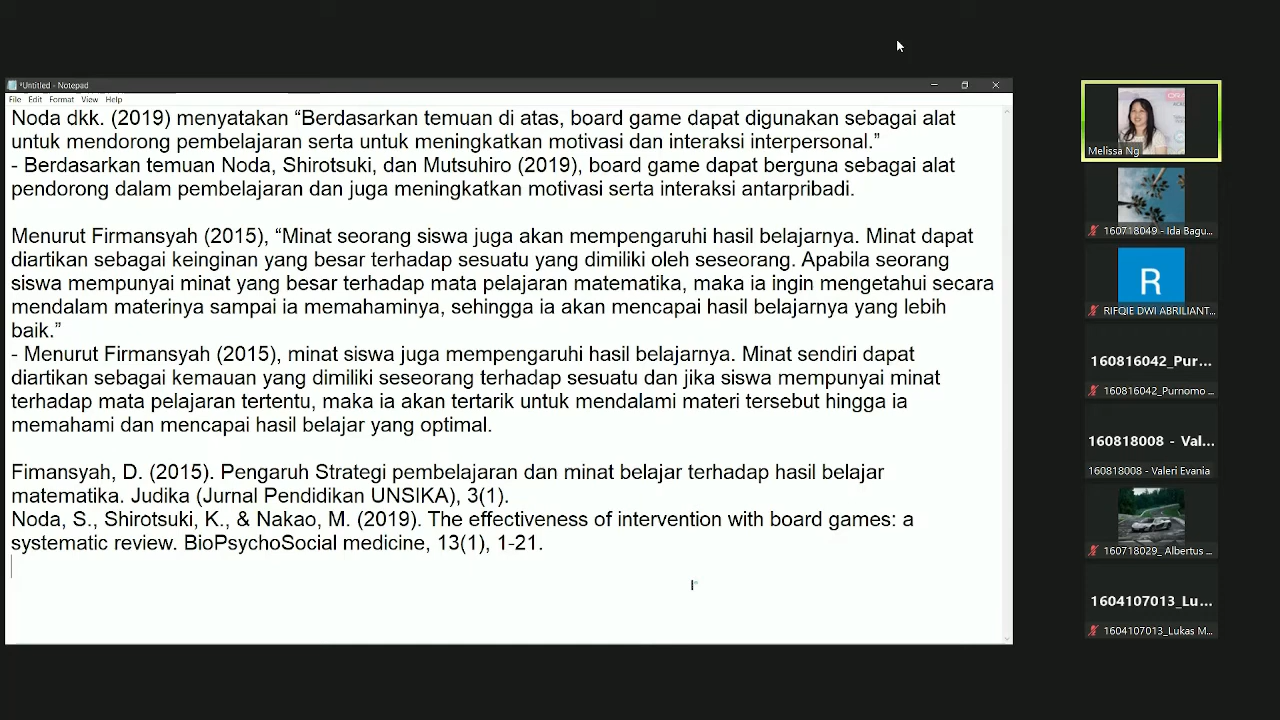 *Untitled - Notepad
File Edit Format View Help
Noda dkk. (2019) menyatakan “Berdasarkan temuan di atas, board game dapat digunakan sebagai alat
untuk mendorong pembelajaran serta untuk meningkatkan motivasi dan interaksi interpersonal.”
- Berdasarkan temuan Noda, Shirotsuki, dan Mutsuhiro (2019), board game dapat berguna sebagai alat
pendorong dalam pembelajaran dan juga meningkatkan motivasi serta interaksi antarpribadi.
Menurut Firmansyah (2015), “Minat seorang siswa juga akan mempengaruhi hasil belajarnya. Minat dapat
diartikan sebagai keinginan yang besar terhadap sesuatu yang dimiliki oleh seseorang. Apabila seorang
siswa mempunyai minat yang besar terhadap mata pelajaran matematika, maka ia ingin mengetahui secara
mendalam materinya sampai ia memahaminya, sehingga ia akan mencapai hasil belajarnya yang lebih
baik.”
- Menurut Firmansyah (2015), minat siswa juga mempengaruhi hasil belajarnya. Minat sendiri dapat
diartikan sebagai kemauan yang dimiliki seseorang terhadap sesuatu dan jika siswa mempunyai minat
terhadap mata pelajaran tertentu, maka ia akan tertarik untuk mendalami materi tersebut hingga ia
memahami dan mencapai hasil belajar yang optimal.
Fimansyah, D. (2015). Pengaruh Strategi pembelajaran dan minat belajar terhadap hasil belajar
matematika. Judika (Jurnal Pendidikan UNSIKA), 3(1).
Noda, S., Shirotsuki, K., & Nakao, M. (2019). The effectiveness of intervention with board games: a
systematic review. BioPsychoSocial medicine, 13(1), 1-21.
Melissa Ng
160718049 - Ida Bagu...
R
RIFQIE DWI ABRILIANT...
160816042_Pur...
160816042_Purnomo ...
160818008 - Val...
160818008 - Valeri Evania
160718029_ Albertus ...
1604107013_Lu...
1604107013_Lukas M...